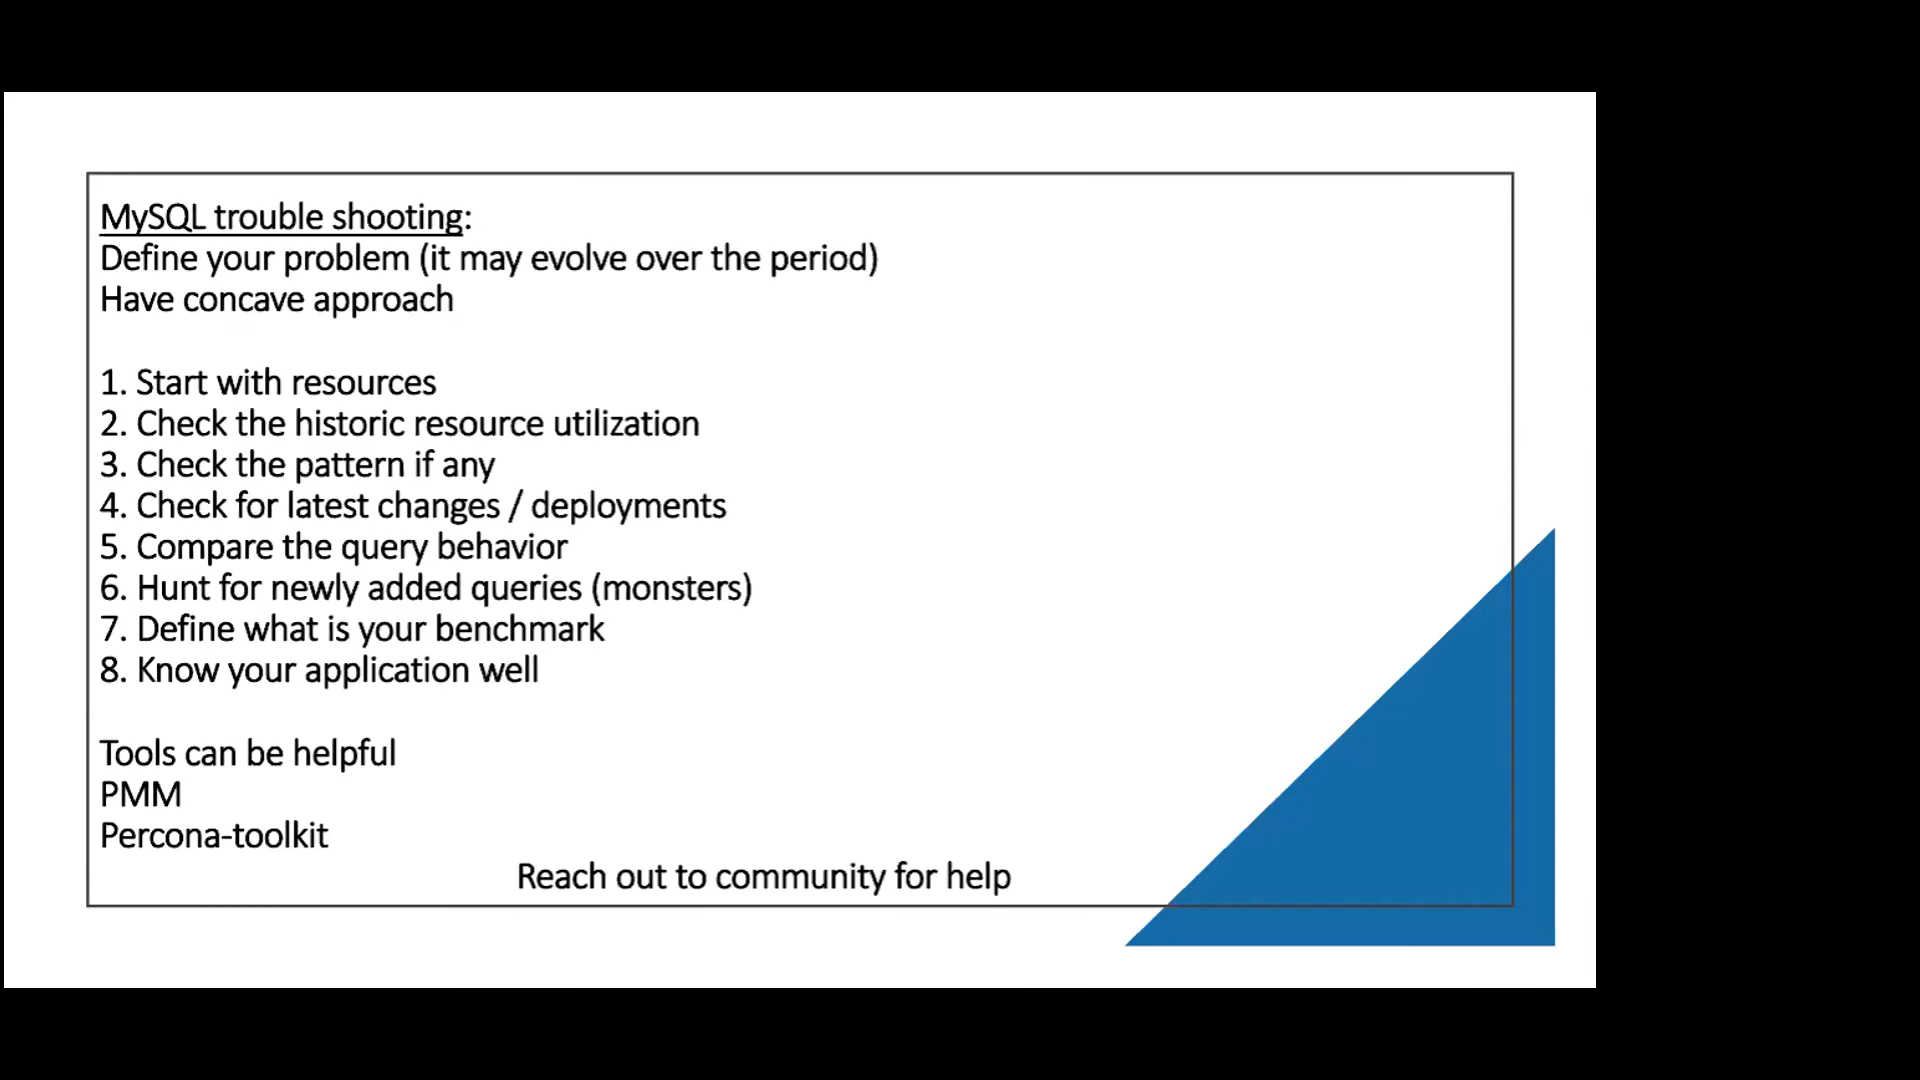 MySQL trouble shooting:
Define your problem (it may evolve over the period)
Have concave approach
1. Start with resources
2. Check the historic resource utilization
3. Check the pattern if any
4. Check for latest changes / deployments
5. Compare the query behavior
6. Hunt for newly added queries (monsters)
7. Define what is your benchmark
8. Know your application well
Tools can be helpful
PMM
Percona-toolkit
Reach out to community for help